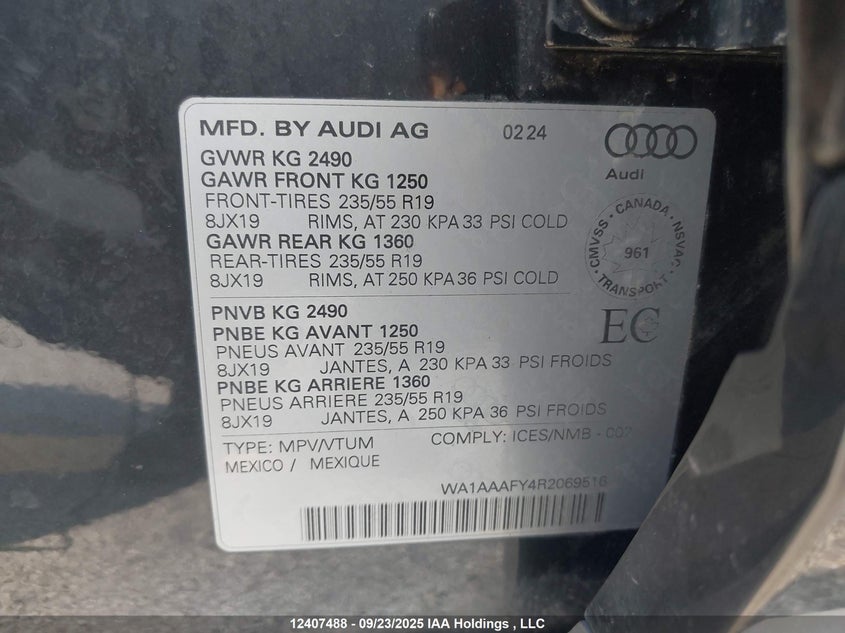 MFD. BY AUDI AG 02 24
GVWR KG 2490
GAWR FRONT KG 1250
FRONT-TIRES 235/55 R19
8JX19 RIMS, AT 230 KPA 33 PSI COLD
GAWR REAR KG 1360
REAR-TIRES 235/55 R19
8JX19 RIMS, AT 250 KPA 36 PSI COLD
Audi
CANADA
CMVSS - NSVAC
961
TRANSPORT
PNVB KG 2490
PNBE KG AVANT 1250
PNEUS AVANT 235/55 R19
8JX19 JANTES, A 230 KPA 33 PSI FROIDS
PNBE KG ARRIERE 1360
PNEUS ARRIERE 235/55 R19
8JX19 JANTES, A 250 KPA 36 PSI FROIDS
EC
TYPE: MPV/VTUM COMPLY: ICES/NMB - 002
MEXICO / MEXIQUE
WA1AAAFY4R2069516
12407488 - 09/23/2025 IAA Holdings , LLC